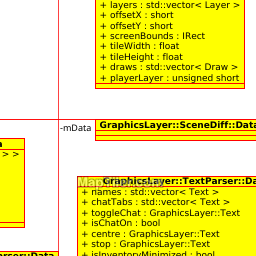 + layers : std::vector< Layer >
+ offsetX : short
+ offsetY : short
+ screenBounds : IRect
+ tileWidth : float
+ tileHeight : float
+ draws : std::vector< Draw >
+ playerLayer : unsigned short
-mData
GraphicsLayer::SceneDiff::Data
a
> >
GraphicsLayer::TextParser::Da
+ names : std::vector< Text >
+ chatTabs : std::vector< Text >
+ toggleChat : GraphicsLayer::Text
+ isChatOn : bool
+ centre : GraphicsLayer::Text
+ stop : GraphicsLayer::Text
+ isInventoryMinimized : bool